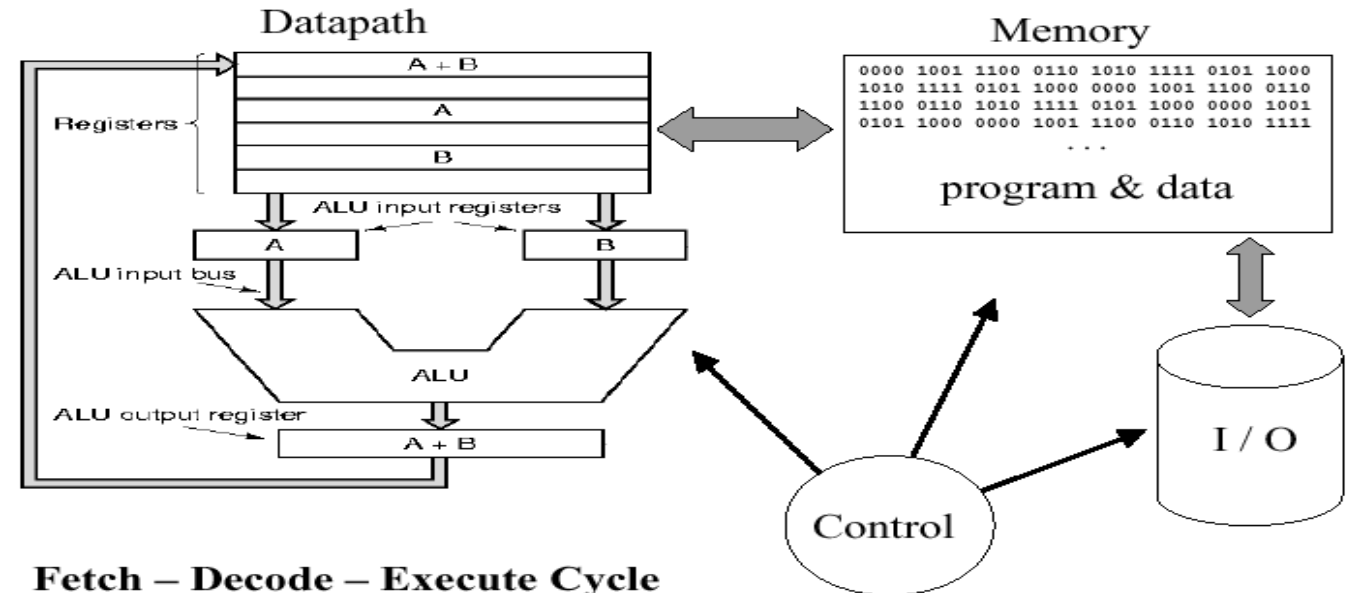 Datapath
Memory
A + B
A
B
Registers
0000 1001 1100 0110 1010 1111 0101 1000
1010 1111 0101 1000 0000 1001 1100 0110
1100 0110 1010 1111 0101 1000 0000 1001
0101 1000 0000 1001 1100 0110 1010 1111
. . .
program & data
ALU input registers
A
B
ALU input bus
ALU
ALU output register
A + B
I / O
Control
Fetch – Decode – Execute Cycle